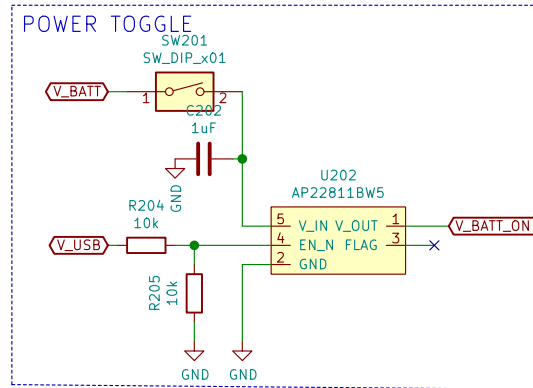 POWER TOGGLE
SW201
SW_DIP_x01
V_BATT
1
2
C202
1uF
GND
U202
AP22811BW5
R204
10k
5
V_IN
V_OUT
1
V_BATT_ON
V_USB
4
EN_N
FLAG
3
2
GND
R205
10k
GND
GND